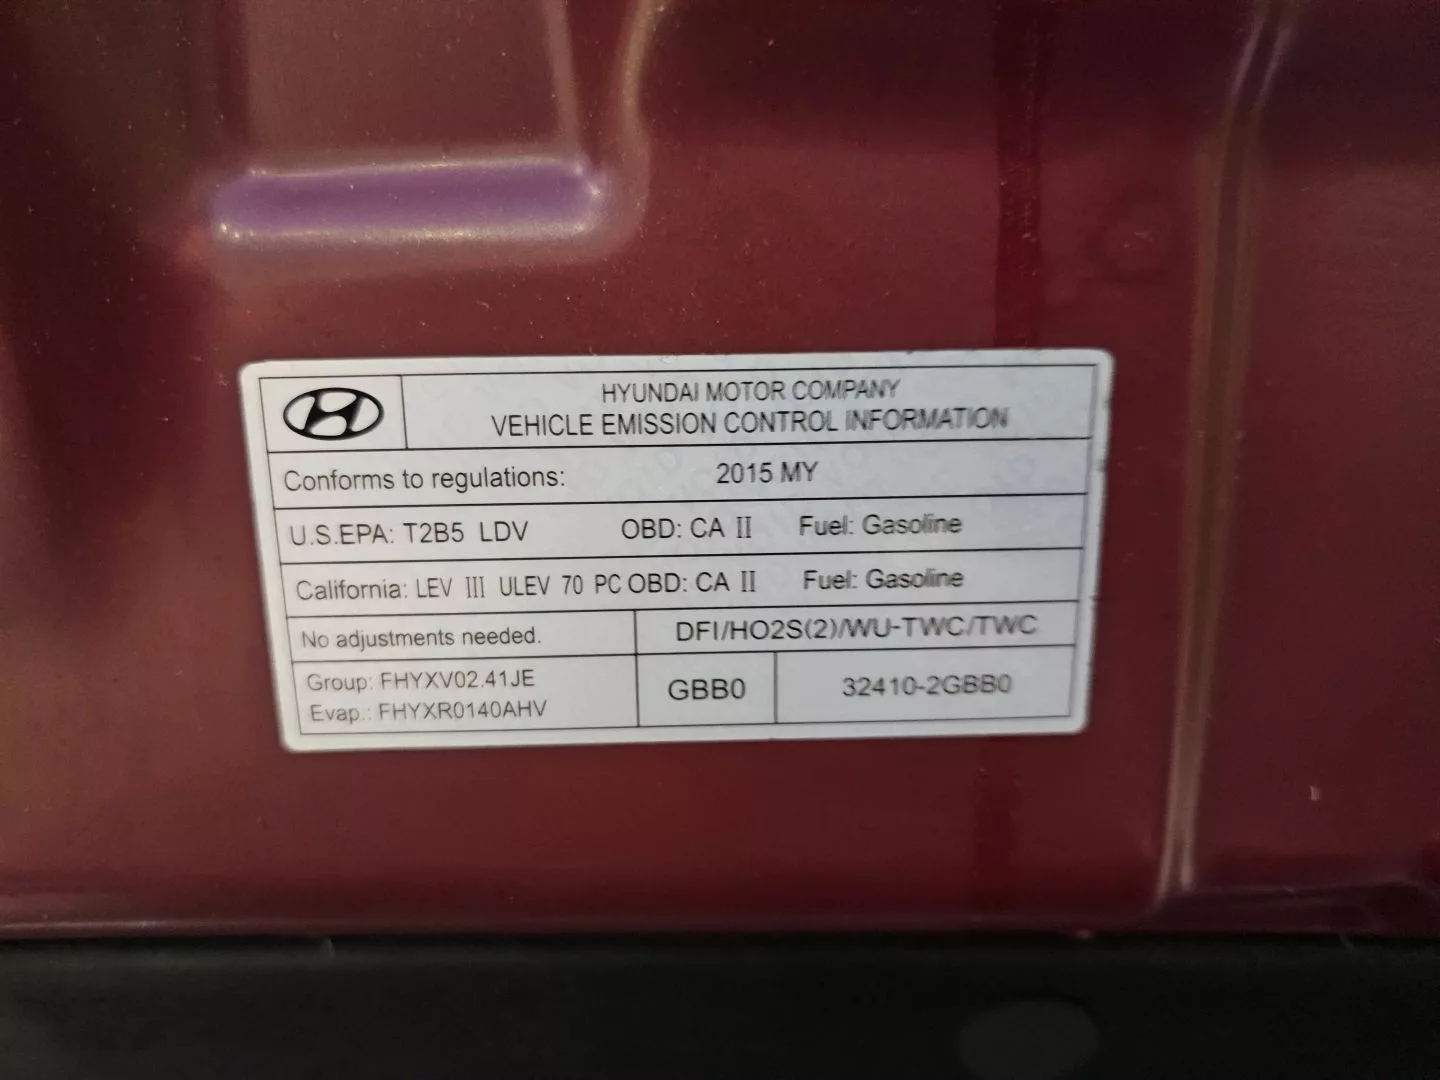 HYUNDAI MOTOR COMPANY
VEHICLE EMISSION CONTROL INFORMATION
Conforms to regulations: 2015 MY
U.S.EPA: T2B5 LDV OBD: CA II Fuel: Gasoline
California: LEV III ULEV 70 PC OBD: CA II Fuel: Gasoline
No adjustments needed. DFI/HO2S(2)/WU-TWC/TWC
Group: FHYXV02.41JE
Evap.: FHYXR0140AHV
GBB0
32410-2GBB0